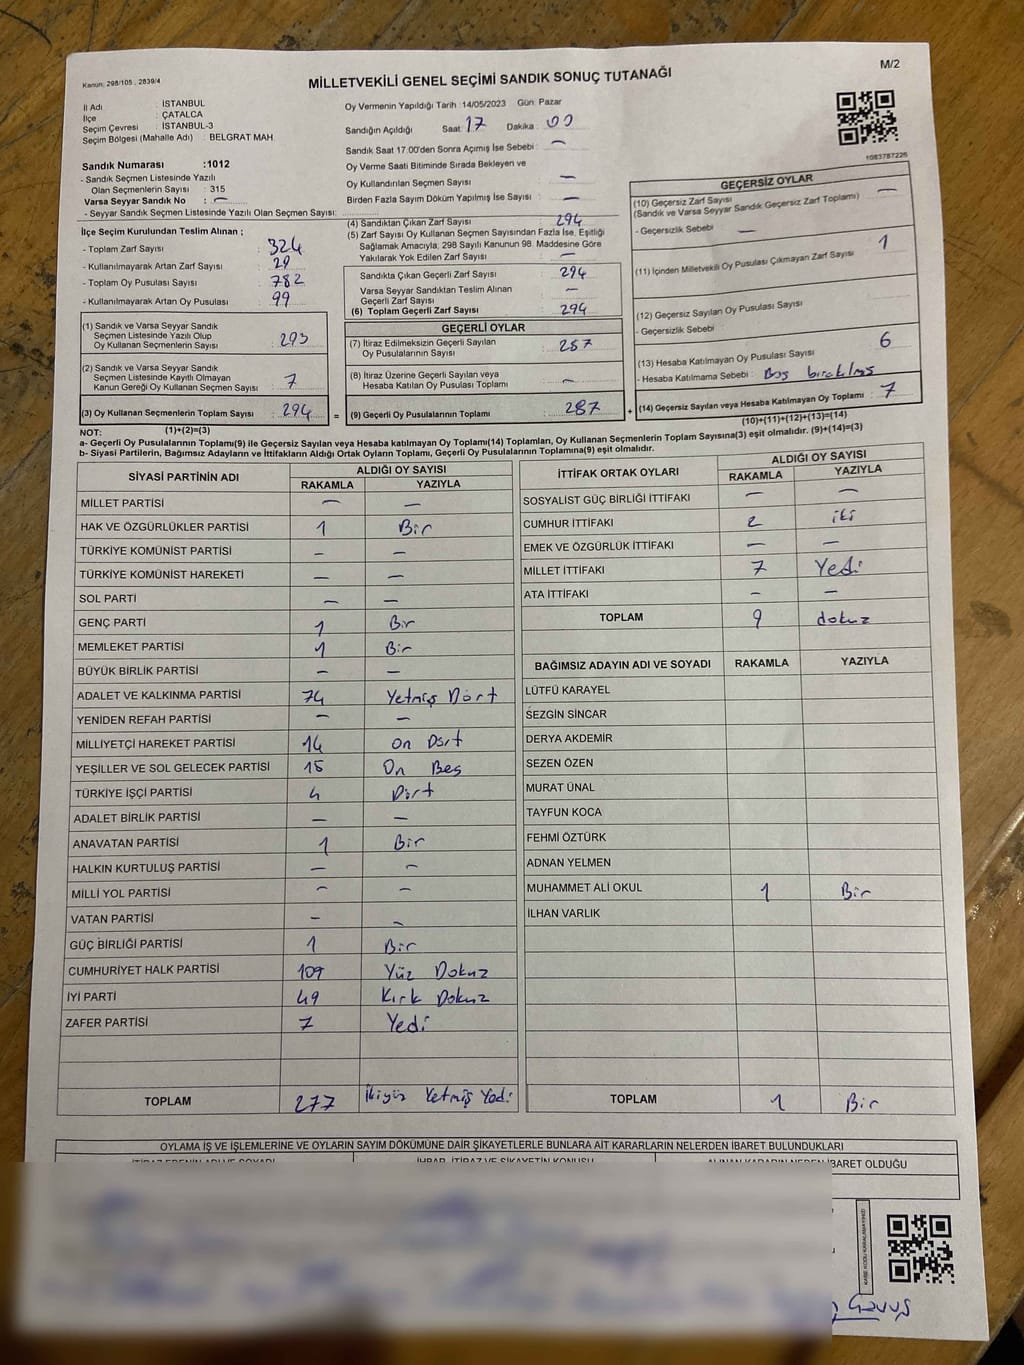 Kanun: 298/105 , 2839/4
MİLLETVEKİLİ GENEL SEÇİMİ SANDIK SONUÇ TUTANAĞI
M/2
İl Adı : İSTANBUL
İlçe : ÇATALCA
Seçim Çevresi : İSTANBUL-3
Seçim Bölgesi (Mahalle Adı) : BELGRAT MAH.
Sandık Numarası :1012
- Sandık Seçmen Listesinde Yazılı
Olan Seçmenlerin Sayısı : 315
Varsa Seyyar Sandık No : —
- Seyyar Sandık Seçmen Listesinde Yazılı Olan Seçmen Sayısı:
İlçe Seçim Kurulundan Teslim Alınan ;
- Toplam Zarf Sayısı : 324
- Kullanılmayarak Artan Zarf Sayısı : 29
- Toplam Oy Pusulası Sayısı : 782
- Kullanılmayarak Artan Oy Pusulası : 99
(1) Sandık ve Varsa Seyyar Sandık
Seçmen Listesinde Yazılı Olup
Oy Kullanan Seçmenlerin Sayısı : 293
(2) Sandık ve Varsa Seyyar Sandık
Seçmen Listesinde Kayıtlı Olmayan
Kanun Gereği Oy Kullanan Seçmen Sayısı : 7
(3) Oy Kullanan Seçmenlerin Toplam Sayısı : 294 =
(1)+(2)=(3)
Oy Vermenin Yapıldığı Tarih :14/05/2023 Gün: Pazar
Sandığın Açıldığı Saat: 17 Dakika : 00
Sandık Saat 17.00'den Sonra Açımış İse Sebebi : —
Oy Verme Saati Bitiminde Sırada Bekleyen ve
Oy Kullandırılan Seçmen Sayısı : —
Birden Fazla Sayım Döküm Yapılmış İse Sayısı : —
(4) Sandıktan Çıkan Zarf Sayısı : 294
(5) Zarf Sayısı Oy Kullanan Seçmen Sayısından Fazla İse, Eşitliği
Sağlamak Amacıyla, 298 Sayılı Kanunun 98. Maddesine Göre
Yakılarak Yok Edilen Zarf Sayısı : —
Sandıkta Çıkan Geçerli Zarf Sayısı : 294
Varsa Seyyar Sandıktan Teslim Alınan
Geçerli Zarf Sayısı : —
(6) Toplam Geçerli Zarf Sayısı : 294
GEÇERLİ OYLAR
(7) İtiraz Edilmeksizin Geçerli Sayılan
Oy Pusulalarının Sayısı : 287
(8) İtiraz Üzerine Geçerli Sayılan veya
Hesaba Katılan Oy Pusulası Toplamı : —
(9) Geçerli Oy Pusulalarının Toplamı : 287 +
1083787226
GEÇERSİZ OYLAR
(10) Geçersiz Zarf Sayısı
(Sandık ve Varsa Seyyar Sandık Geçersiz Zarf Toplamı) : —
- Geçersizlik Sebebi : —
(11) İçinden Milletvekili Oy Pusulası Çıkmayan Zarf Sayısı : 1
(12) Geçersiz Sayılan Oy Pusulası Sayısı :
- Geçersizlik Sebebi :
(13) Hesaba Katılmayan Oy Pusulası Sayısı : 6
- Hesaba Katılmama Sebebi : Boş bırakılmış
(14) Geçersiz Sayılan veya Hesaba Katılmayan Oy Toplamı : 7
(10)+(11)+(12)+(13)=(14)
NOT:
a- Geçerli Oy Pusulalarının Toplamı(9) ile Geçersiz Sayılan veya Hesaba katılmayan Oy Toplamı(14) Toplamları, Oy Kullanan Seçmenlerin Toplam Sayısına(3) eşit olmalıdır. (9)+(14)=(3)
b- Siyasi Partilerin, Bağımsız Adayların ve İttifakların Aldığı Ortak Oyların Toplamı, Geçerli Oy Pusulalarının Toplamına(9) eşit olmalıdır.
SİYASİ PARTİNİN ADI ALDIĞI OY SAYISI
RAKAMLA YAZIYLA
MİLLET PARTİSİ — —
HAK VE ÖZGÜRLÜKLER PARTİSİ 1 Bir
TÜRKİYE KOMÜNİST PARTİSİ — —
TÜRKİYE KOMÜNİST HAREKETİ — —
SOL PARTİ — —
GENÇ PARTİ 1 Bir
MEMLEKET PARTİSİ 1 Bir
BÜYÜK BİRLİK PARTİSİ — —
ADALET VE KALKINMA PARTİSİ 74 Yetmiş Dört
YENİDEN REFAH PARTİSİ — —
MİLLİYETÇİ HAREKET PARTİSİ 14 On Dört
YEŞİLLER VE SOL GELECEK PARTİSİ 15 On Beş
TÜRKİYE İŞÇİ PARTİSİ 4 Dört
ADALET BİRLİK PARTİSİ — —
ANAVATAN PARTİSİ 1 Bir
HALKIN KURTULUŞ PARTİSİ — —
MİLLİ YOL PARTİSİ — —
VATAN PARTİSİ — —
GÜÇ BİRLİĞİ PARTİSİ 1 Bir
CUMHURİYET HALK PARTİSİ 109 Yüz Dokuz
İYİ PARTİ 49 Kırk Dokuz
ZAFER PARTİSİ 7 Yedi
TOPLAM 277 İkiyüz Yetmiş Yedi
İTTİFAK ORTAK OYLARI ALDIĞI OY SAYISI
RAKAMLA YAZIYLA
SOSYALİST GÜÇ BİRLİĞİ İTTİFAKI — —
CUMHUR İTTİFAKI 2 iki
EMEK VE ÖZGÜRLÜK İTTİFAKI — —
MİLLET İTTİFAKI 7 Yedi
ATA İTTİFAKI — —
TOPLAM 9 dokuz
BAĞIMSIZ ADAYIN ADI VE SOYADI RAKAMLA YAZIYLA
LÜTFÜ KARAYEL
SEZGİN SİNCAR
DERYA AKDEMİR
SEZEN ÖZEN
MURAT ÜNAL
TAYFUN KOCA
FEHMİ ÖZTÜRK
ADNAN YELMEN
MUHAMMET ALİ OKUL 1 Bir
İLHAN VARLIK
TOPLAM 1 Bir
OYLAMA İŞ VE İŞLEMLERİNE VE OYLARIN SAYIM DÖKÜMÜNE DAİR ŞİKAYETLERLE BUNLARA AİT KARARLARIN NELERDEN İBARET BULUNDUKLARI
İTİRAZ EDENİN ADI VE SOYADI İHBAR, İTİRAZ VE ŞİKAYETİN KONUSU ALINAN KARARIN NEDEN İBARET OLDUĞU